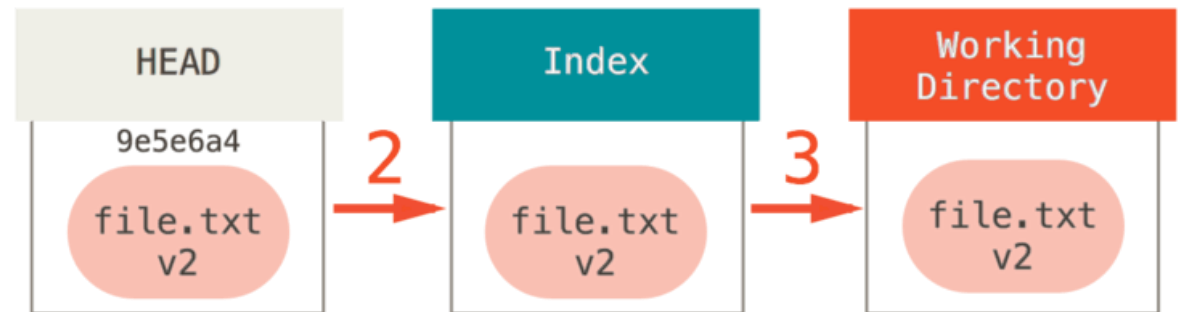 HEAD
Index
Working
Directory
9e5e6a4
2
3
file.txt
v2
file.txt
v2
file.txt
v2